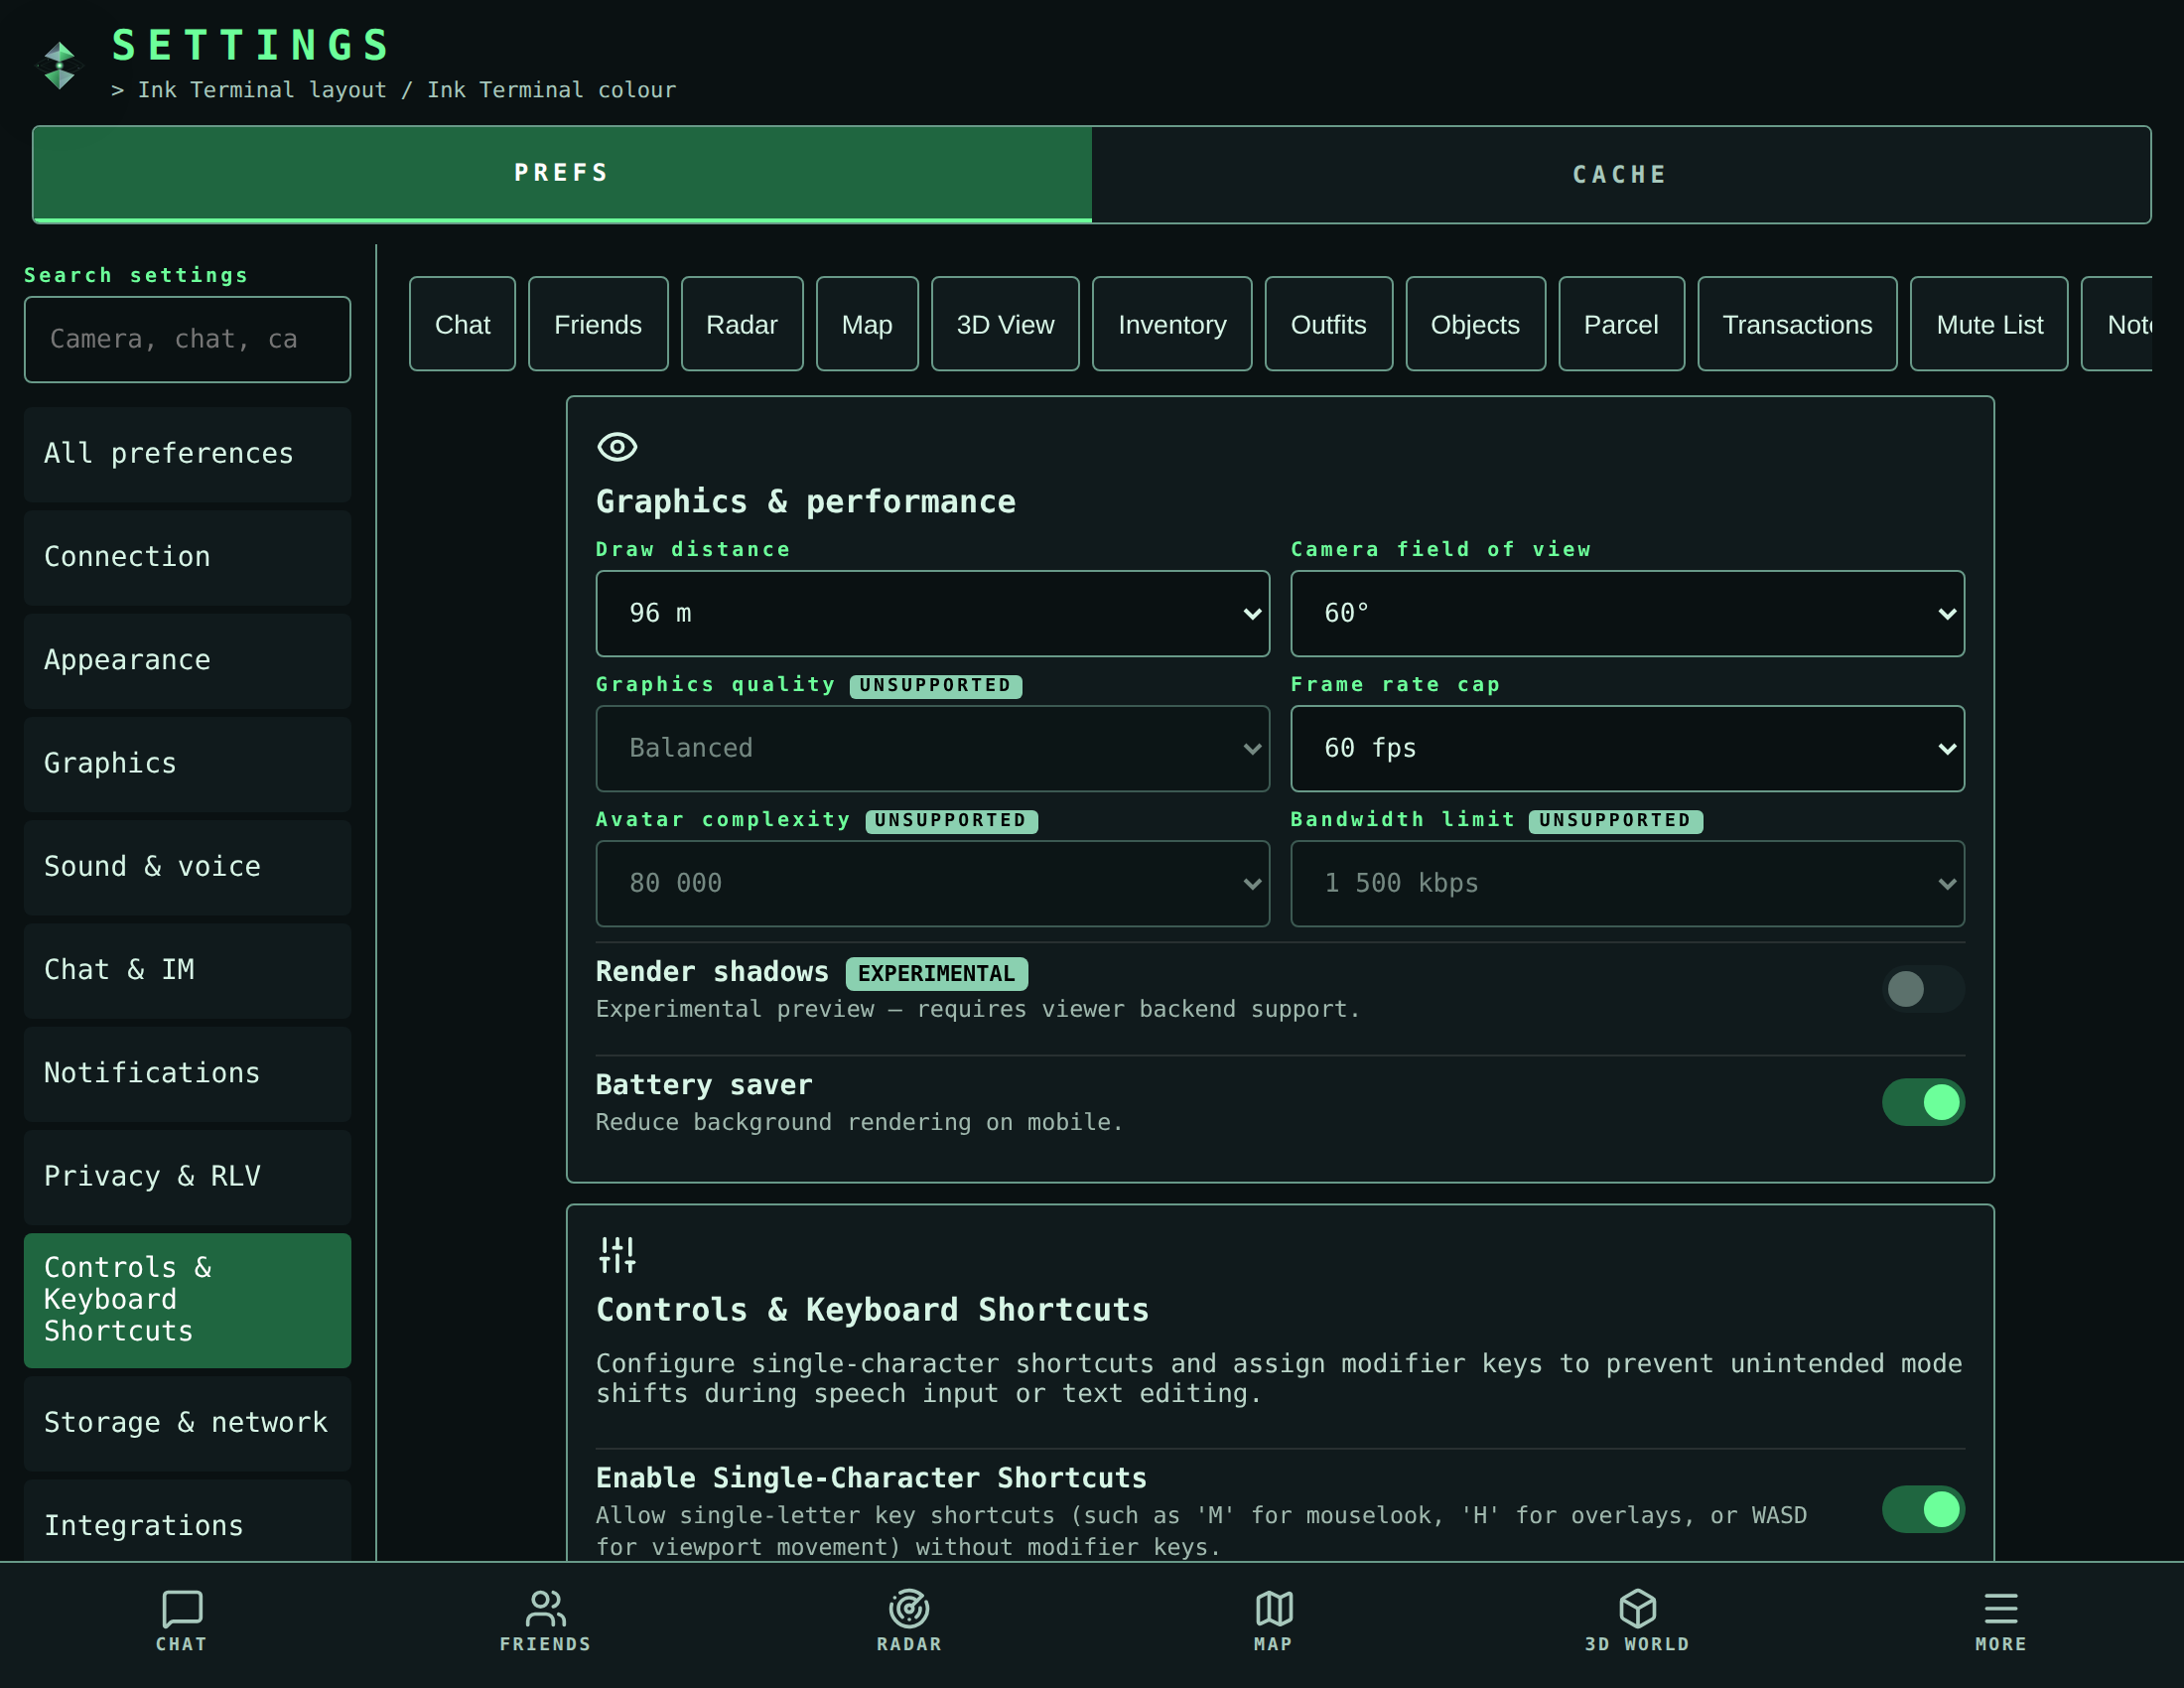 SETTINGS
> Ink Terminal layout / Ink Terminal colour
PREFS
CACHE
Search settings
Camera, chat, ca
All preferences
Connection
Appearance
Graphics
Sound & voice
Chat & IM
Notifications
Privacy & RLV
Controls &
Keyboard
Shortcuts
Storage & network
Integrations
Chat
Friends
Radar
Map
3D View
Inventory
Outfits
Objects
Parcel
Transactions
Mute List
Graphics & performance
Draw distance
96 m
Camera field of view
60°
Graphics quality UNSUPPORTED
Balanced
Frame rate cap
60 fps
Avatar complexity UNSUPPORTED
80 000
Bandwidth limit UNSUPPORTED
1 500 kbps
Render shadows EXPERIMENTAL
Experimental preview — requires viewer backend support.
Battery saver
Reduce background rendering on mobile.
Controls & Keyboard Shortcuts
Configure single-character shortcuts and assign modifier keys to prevent unintended mode
shifts during speech input or text editing.
Enable Single-Character Shortcuts
Allow single-letter key shortcuts (such as 'M' for mouselook, 'H' for overlays, or WASD
for viewport movement) without modifier keys.
CHAT
FRIENDS
RADAR
MAP
3D WORLD
MORE